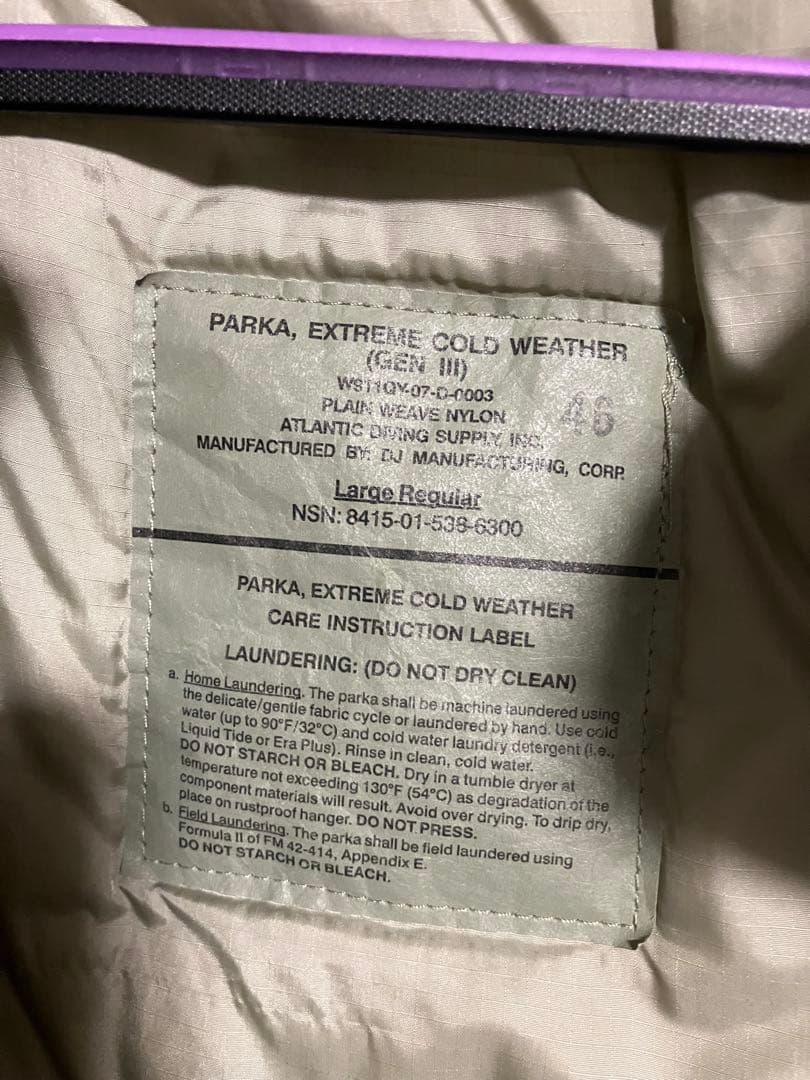 PARKA, EXTREME COLD WEATHER
(GEN III)
W911QY-07-D-0003
PLAIN WEAVE NYLON
46
ATLANTIC DIVING SUPPLY, INC.
MANUFACTURED BY: DJ MANUFACTURING, CORP.
Large Regular
NSN: 8415-01-538-6300
PARKA, EXTREME COLD WEATHER
CARE INSTRUCTION LABEL
LAUNDERING: (DO NOT DRY CLEAN)
a. Home Laundering. The parka shall be machine laundered using
the delicate/gentle fabric cycle or laundered by hand. Use cold
water (up to 90°F/32°C) and cold water laundry detergent (i.e.,
Liquid Tide or Era Plus). Rinse in clean, cold water.
DO NOT STARCH OR BLEACH. Dry in a tumble dryer at
temperature not exceeding 130°F (54°C) as degradation of the
component materials will result. Avoid over drying. To drip dry,
place on rustproof hanger. DO NOT PRESS.
b. Field Laundering. The parka shall be field laundered using
Formula II of FM 42-414, Appendix E.
DO NOT STARCH OR BLEACH.